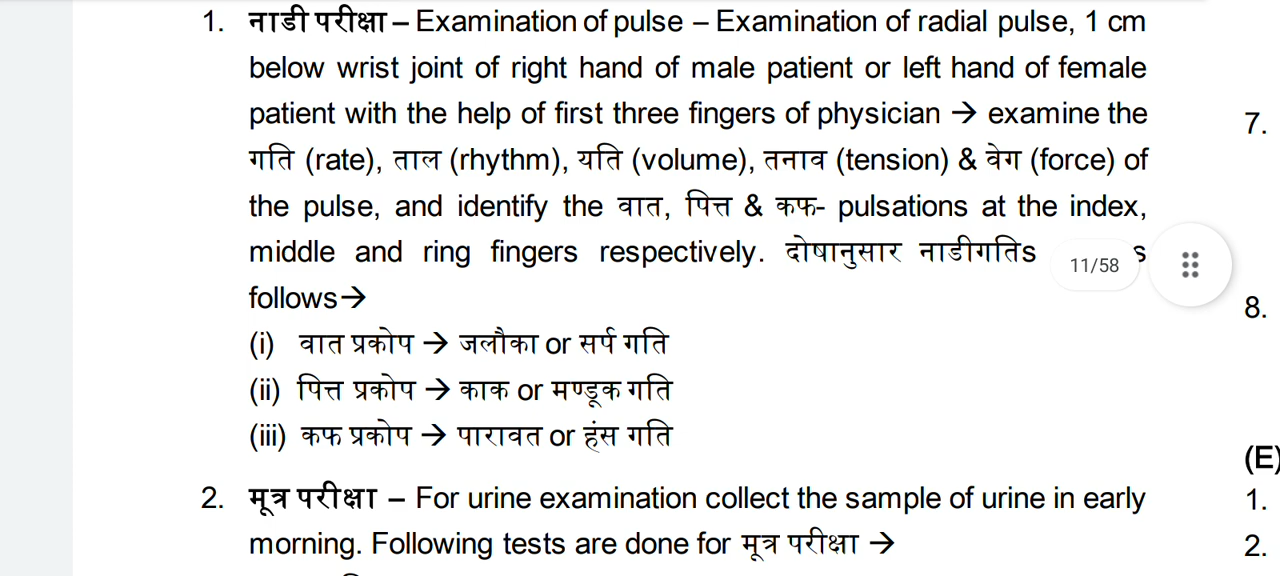 1. नाडी परीक्षा – Examination of pulse – Examination of radial pulse, 1 cm
below wrist joint of right hand of male patient or left hand of female
patient with the help of first three fingers of physician → examine the
गति (rate), ताल (rhythm), यति (volume), तनाव (tension) & वेग (force) of
the pulse, and identify the वात, पित्त & कफ- pulsations at the index,
middle and ring fingers respectively. दोषानुसार नाडीगतिs s
11/58
follows→
(i) वात प्रकोप → जलौका or सर्प गति
(ii) पित्त प्रकोप → काक or मण्डूक गति
(iii) कफ प्रकोप → पारावत or हंस गति
2. मूत्र परीक्षा – For urine examination collect the sample of urine in early
morning. Following tests are done for मूत्र परीक्षा →
7.
8.
(E)
1.
2.